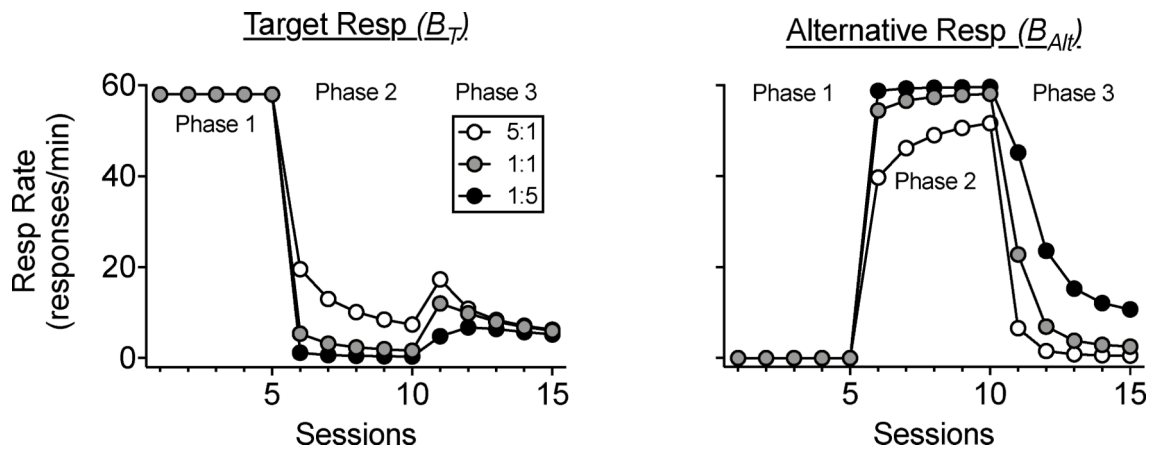 Target Resp (B_T)
Phase 1
Phase 2
Phase 3
5:1
1:1
1:5
60
40
20
0
Resp Rate
(responses/min)
5
10
15
Sessions
Alternative Resp (B_Alt)
Phase 1
Phase 2
Phase 3
5
10
15
Sessions